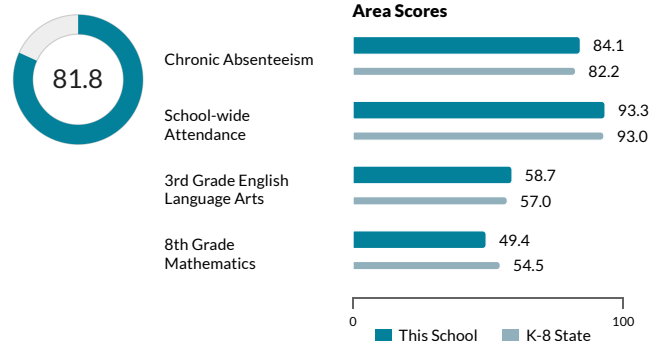 Area Scores
81.8
Chronic Absenteeism
84.1
82.2
School-wide
Attendance
93.3
93.0
3rd Grade English
Language Arts
58.7
57.0
8th Grade
Mathematics
49.4
54.5
0
100
This School
K-8 State